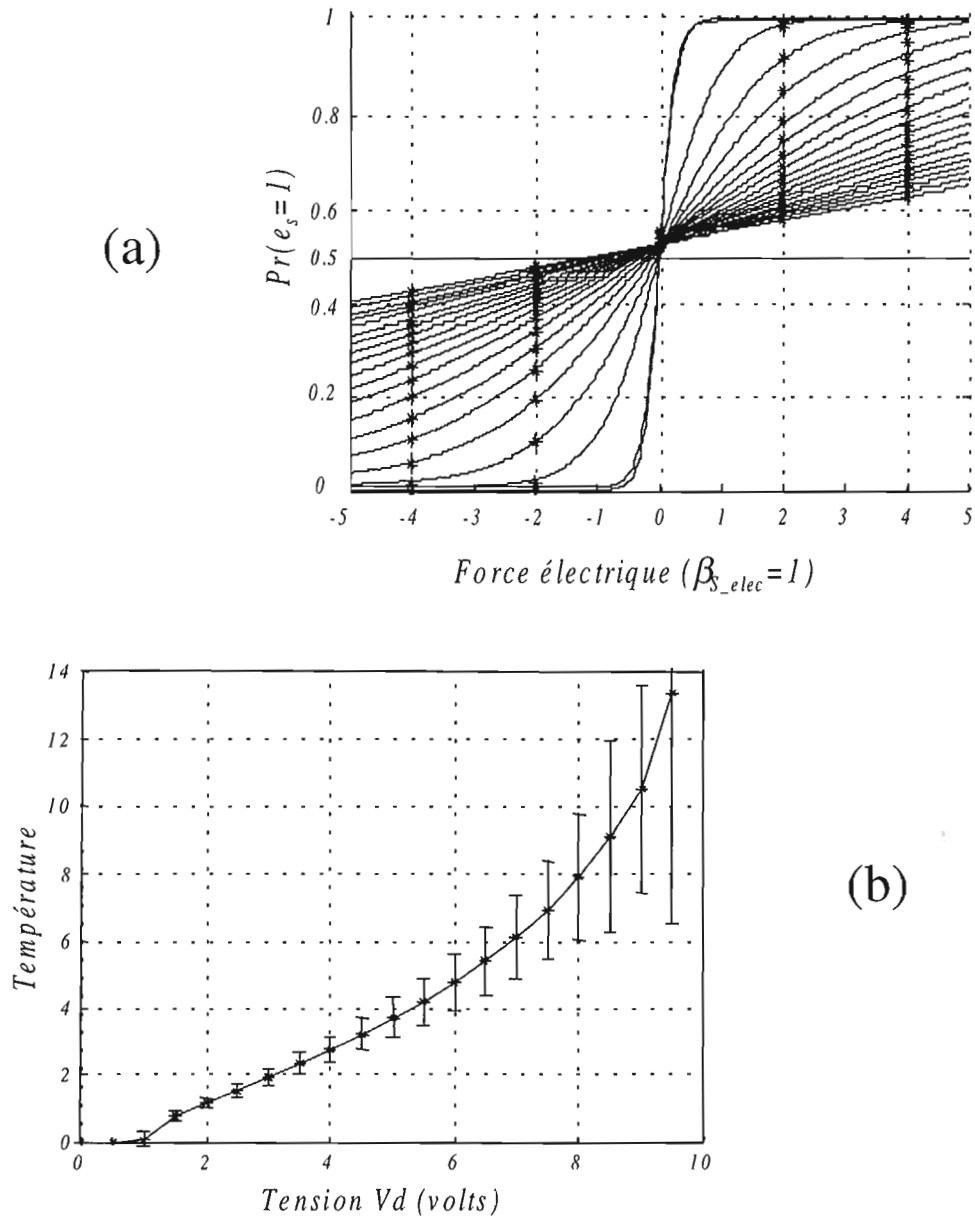 (a)
Pr(e_s = 1)
1
0.8
0.6
0.5
0.4
0.2
0
-5 -4 -3 -2 -1 0 1 2 3 4 5
Force électrique (β_S_elec=1)
14
12
10
8
6
4
2
0
Température
0 2 4 6 8 10
Tension Vd (volts)
(b)